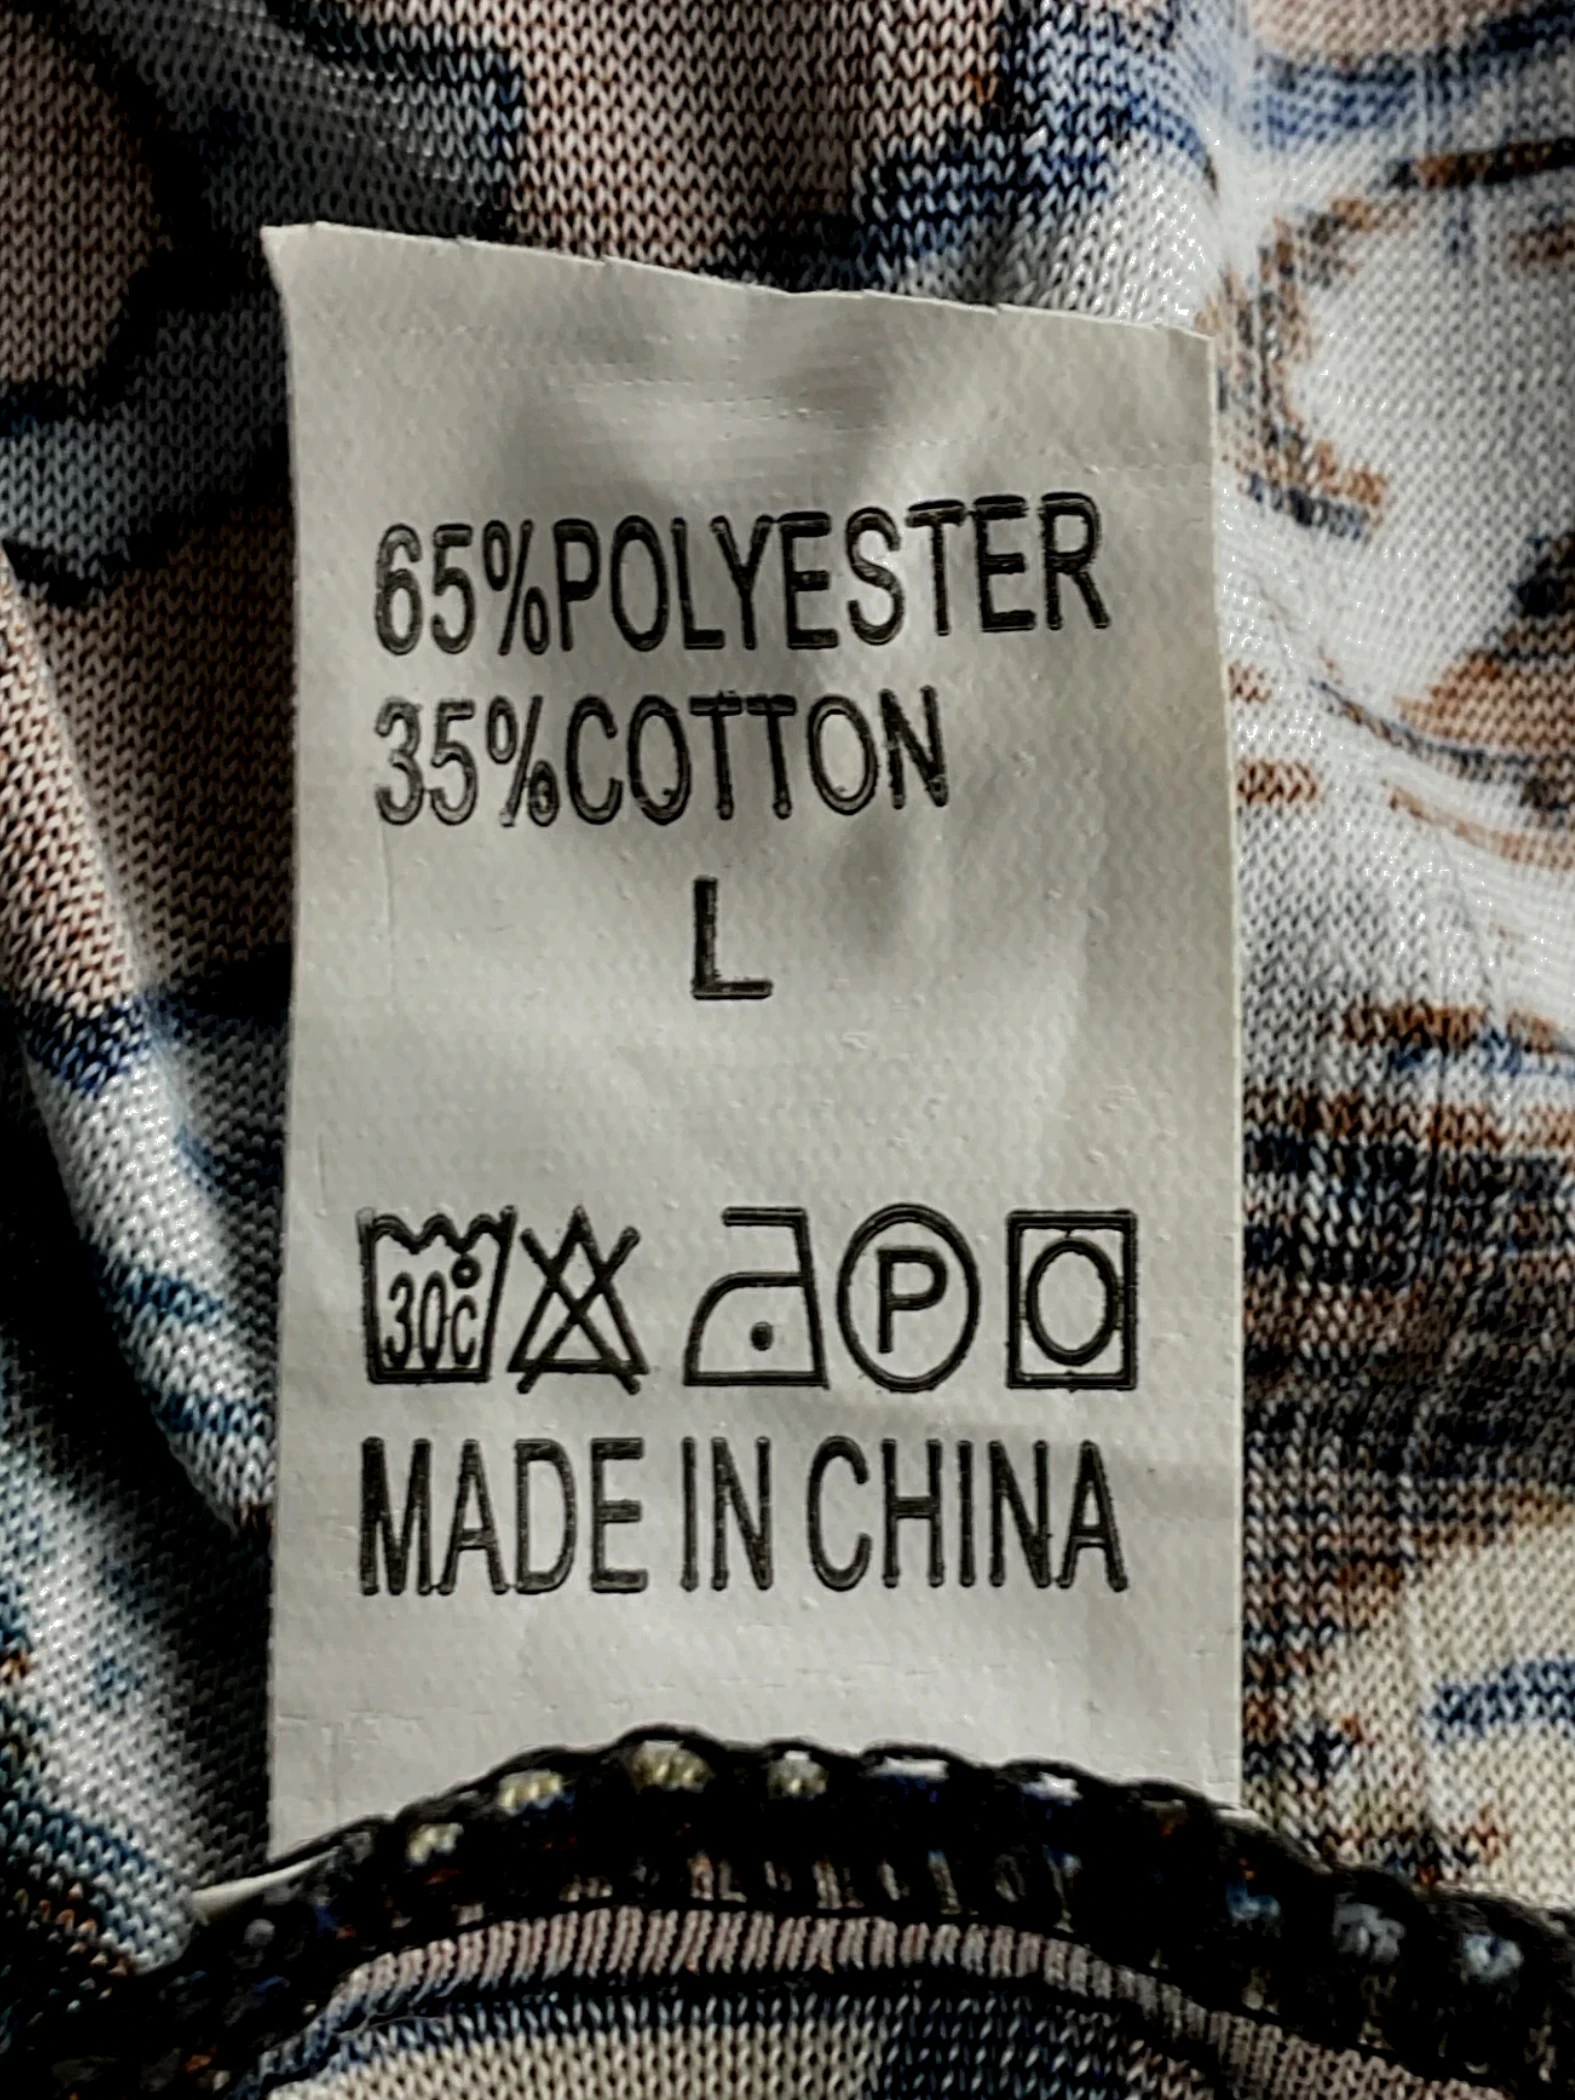 65%POLYESTER
35%COTTON
L
30°C P
MADE IN CHINA